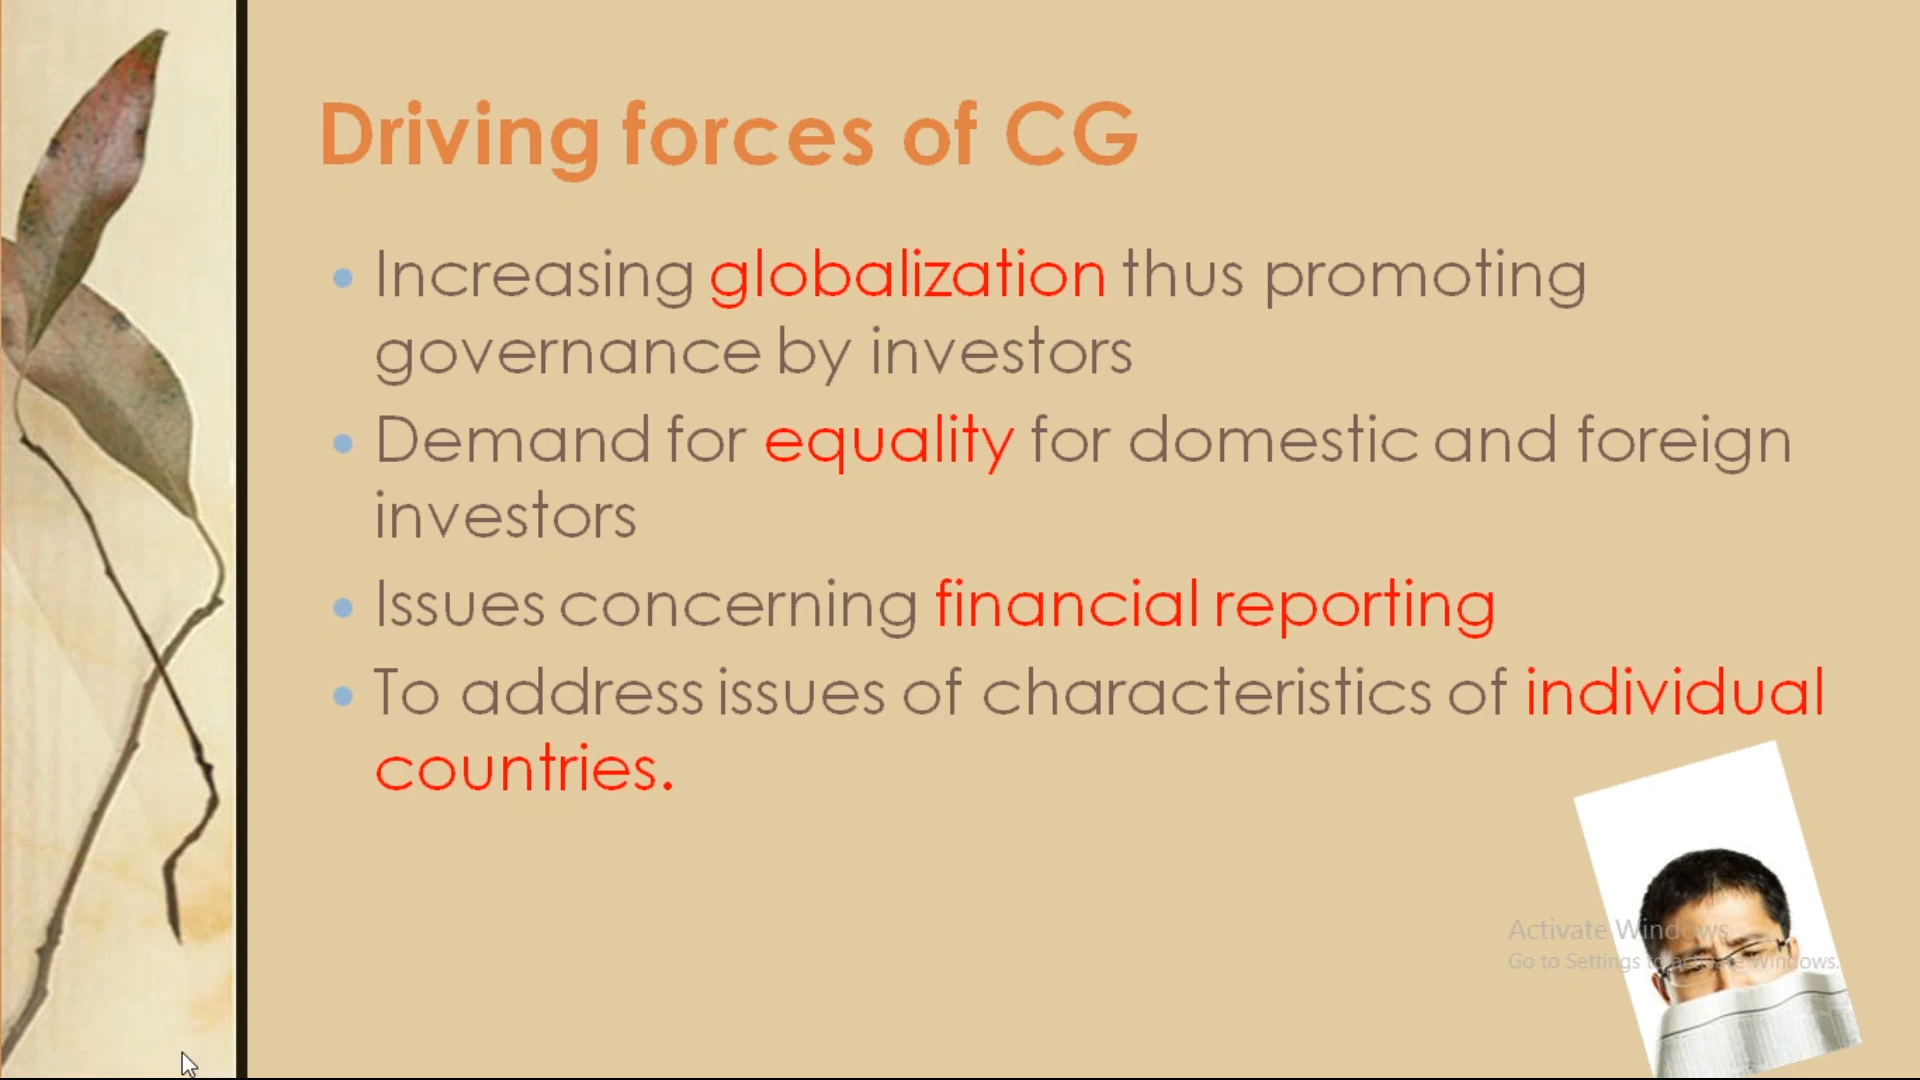 Driving forces of CG
Increasing globalization thus promoting
governance by investors
Demand for equality for domestic and foreign
investors
Issues concerning financial reporting
To address issues of characteristics of individual
countries.
Activate Windows
Go to Settings to activate Windows.